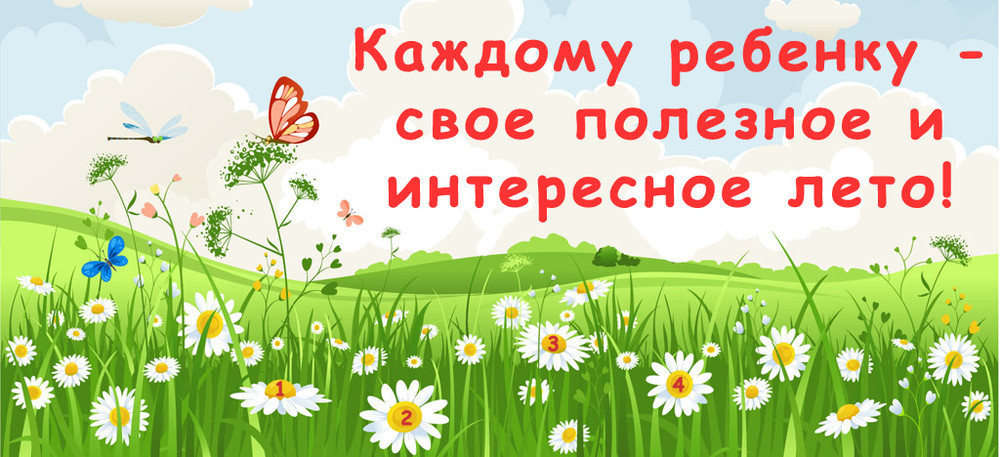 Каждому ребенку -
свое полезное и
интересное лето!
3
4
1
2